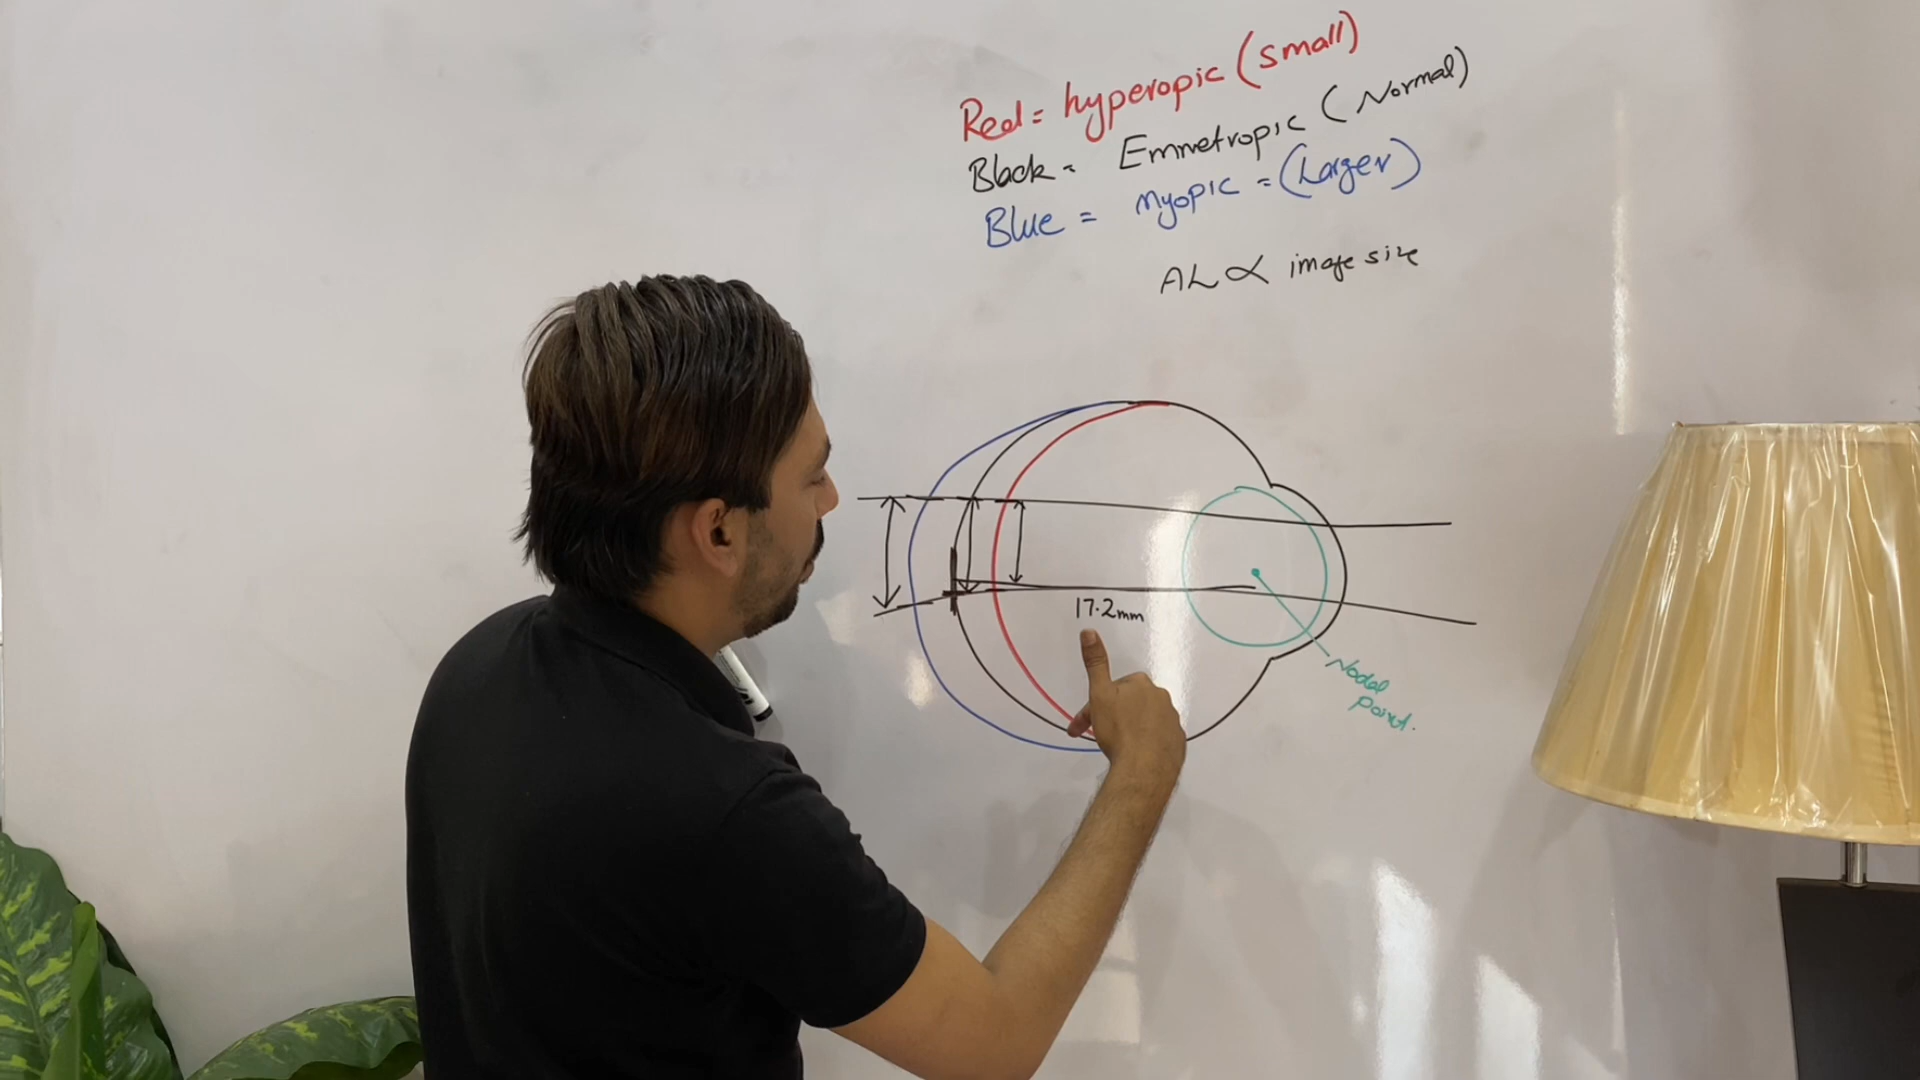 Red = hyperopic (small)
Black = Emmetropic (Normal)
Blue = myopic = (Larger)
AL ∝ image size
17.2mm
Nodal
point.